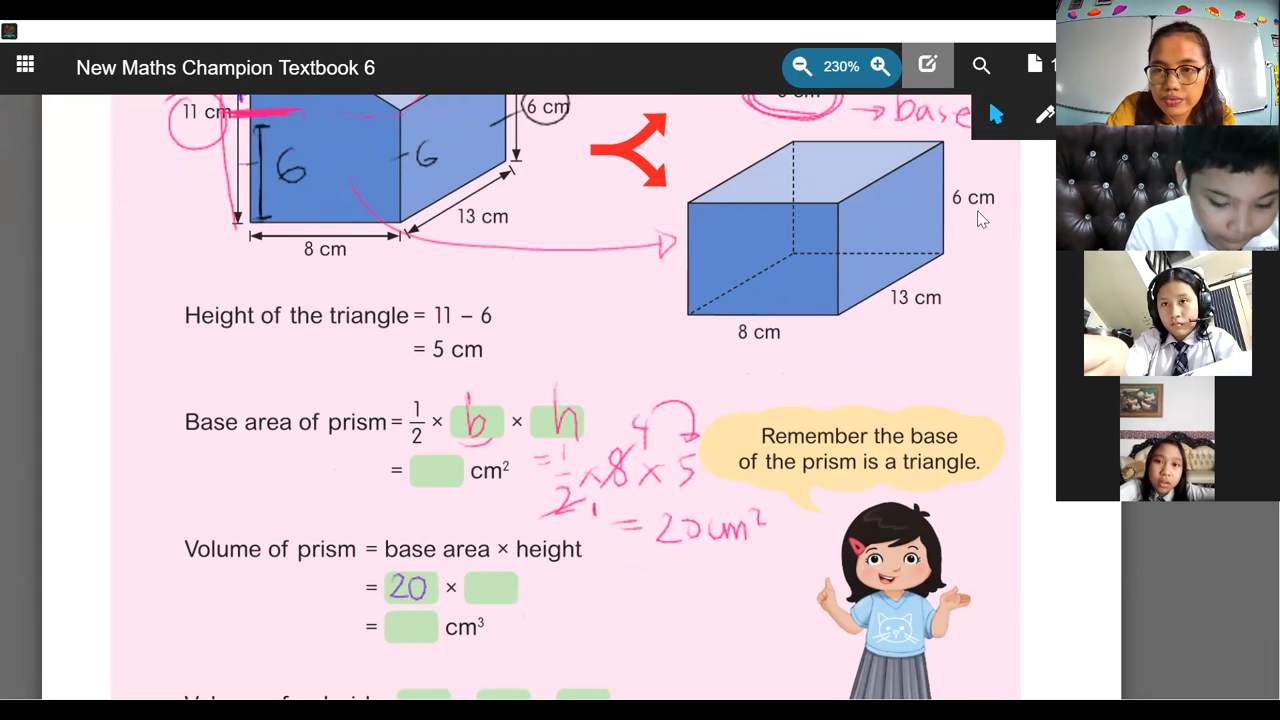 New Maths Champion Textbook 6
230%
11 cm
6 cm
base
6
6
6 cm
13 cm
8 cm
13 cm
8 cm
Height of the triangle = 11 – 6
= 5 cm
Base area of prism = 1/2 × b × h
= cm²
= 1/2 × 8 × 5
4
1
= 20 cm²
Remember the base
of the prism is a triangle.
Volume of prism = base area × height
= 20 ×
= cm³